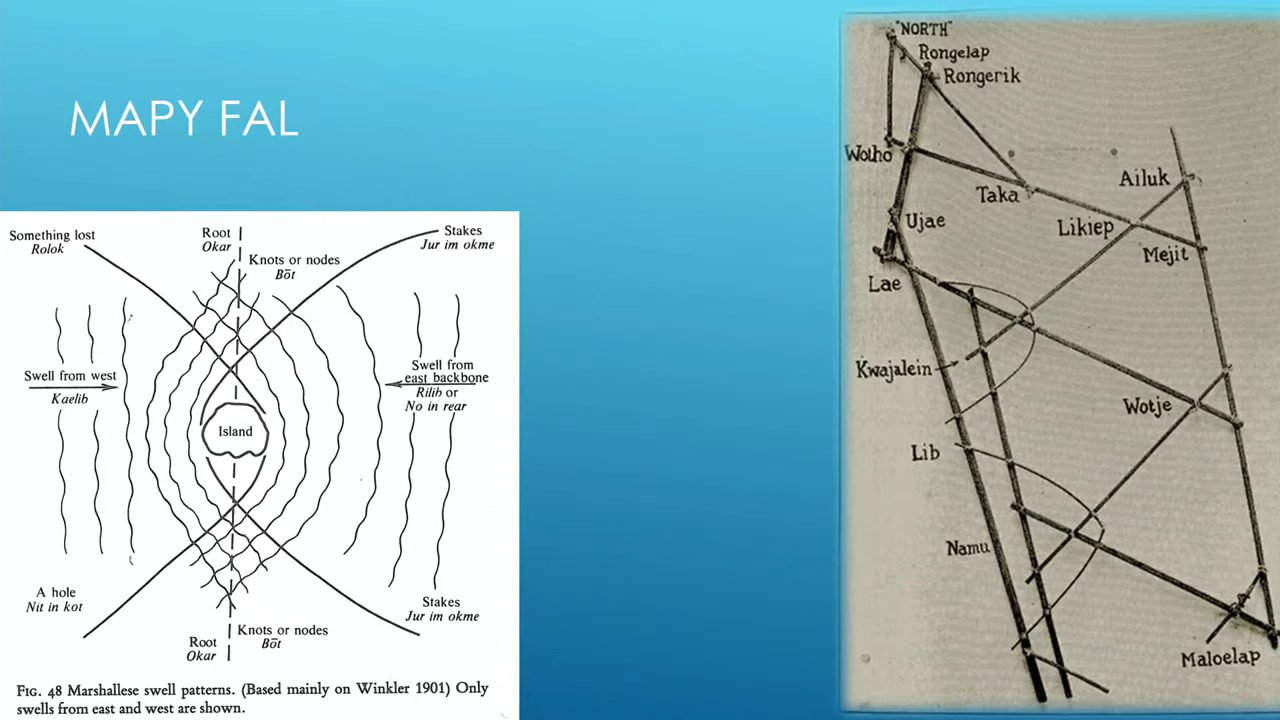 MAPY FAL
Something lost
Rolok
Root
Okar
Knots or nodes
Bōt
Stakes
Jur im okme
Swell from west
Kaelib
Swell from
east backbone
Rilib or
No in rear
Island
A hole
Nit in kot
Root
Okar
Knots or nodes
Bōt
Stakes
Jur im okme
FIG. 48 Marshallese swell patterns. (Based mainly on Winkler 1901) Only
swells from east and west are shown.
"NORTH"
Rongelap
Rongerik
Wotho
Taka
Ailuk
Ujae
Likiep
Mejit
Lae
Kwajalein
Wotje
Lib
Namu
Maloelap